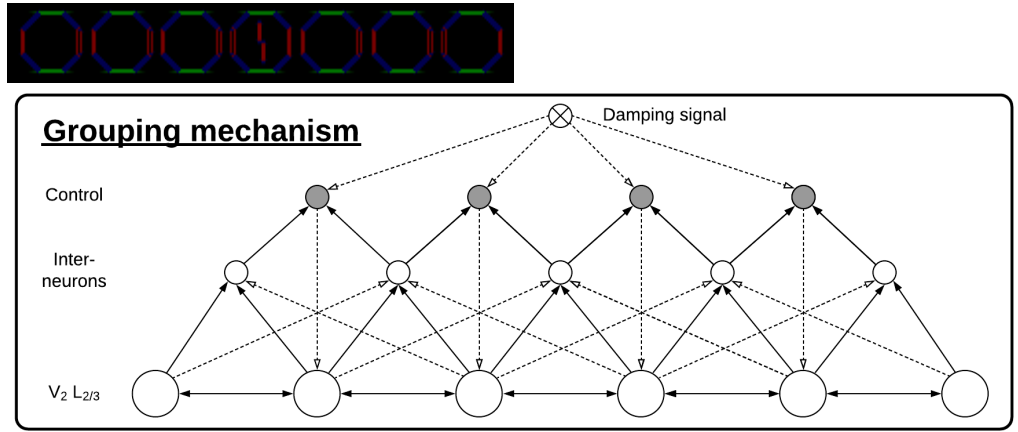 Grouping mechanism
Damping signal
Control
Inter-
neurons
V₂ L₂/₃